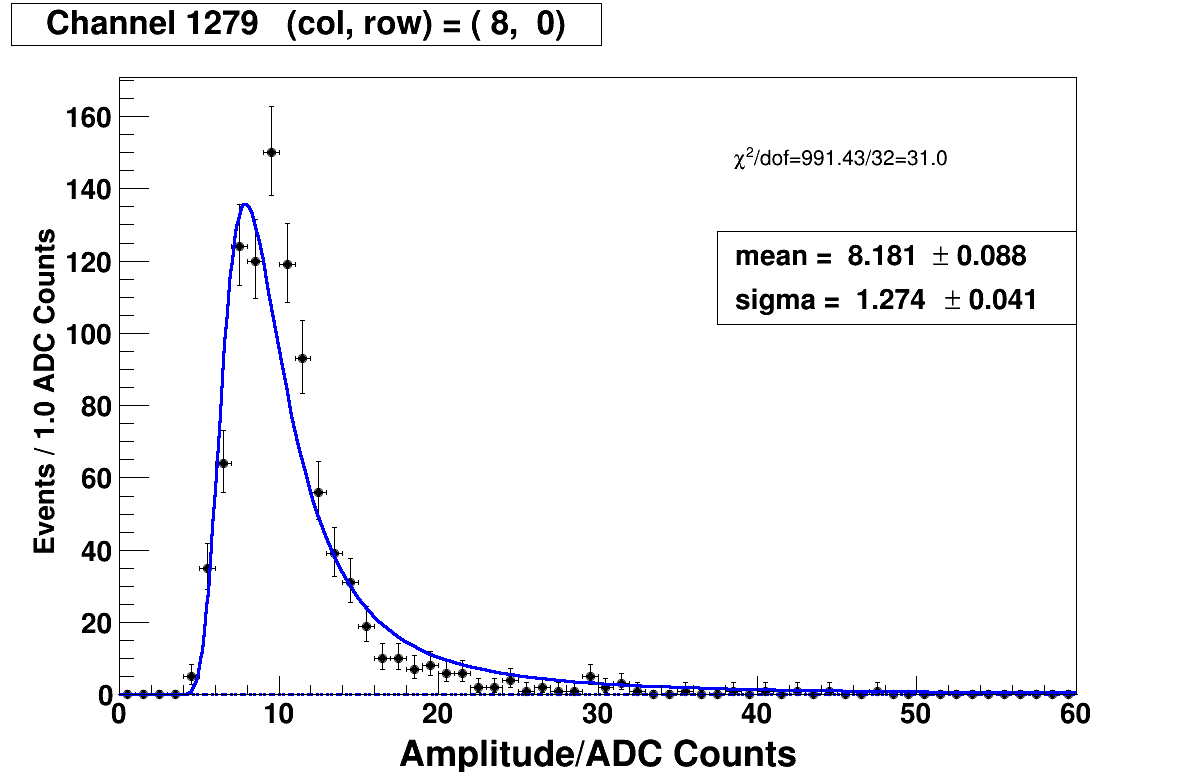 Channel 1279 (col, row) = ( 8, 0)
160
140
120
100
80
60
40
20
0
Events / 1.0 ADC Counts
χ²/dof=991.43/32=31.0
mean = 8.181 ± 0.088
sigma = 1.274 ± 0.041
0 10 20 30 40 50 60
Amplitude/ADC Counts